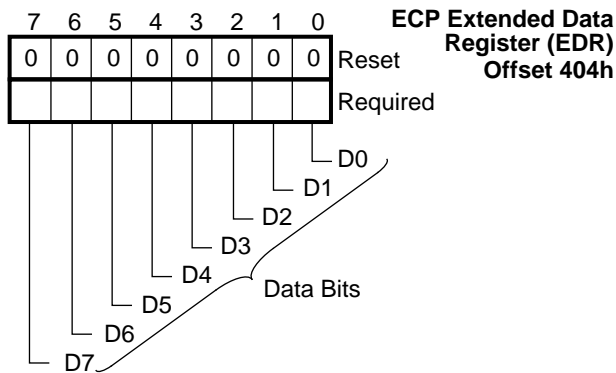 7 6 5 4 3 2 1 0
ECP Extended Data
Register (EDR)
Offset 404h
0 0 0 0 0 0 0 0 Reset
Required
D0
D1
D2
D3
D4
Data Bits
D5
D6
D7